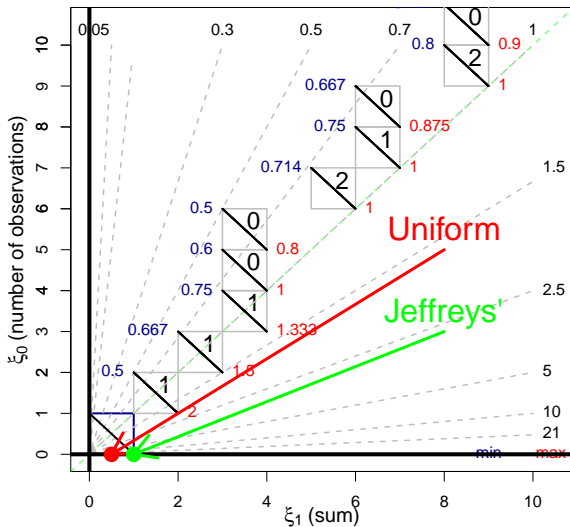 0.05 0.3 0.5 0.7 1
0
10 0.8 0.9
2
0.667 1
9 0
0.75 0.875
8 1
0.714 1 1.5
7 2
6 0.5 1
0 Uniform
5 0.6 0.8
0
4 0.75 1 2.5
1 Jeffreys'
3 0.667 1.333
1
2 0.5 1.5 5
1
1 2 10
21
0 min max
0 2 4 6 8 10
ξ1 (sum)
ξ0 (number of observations)